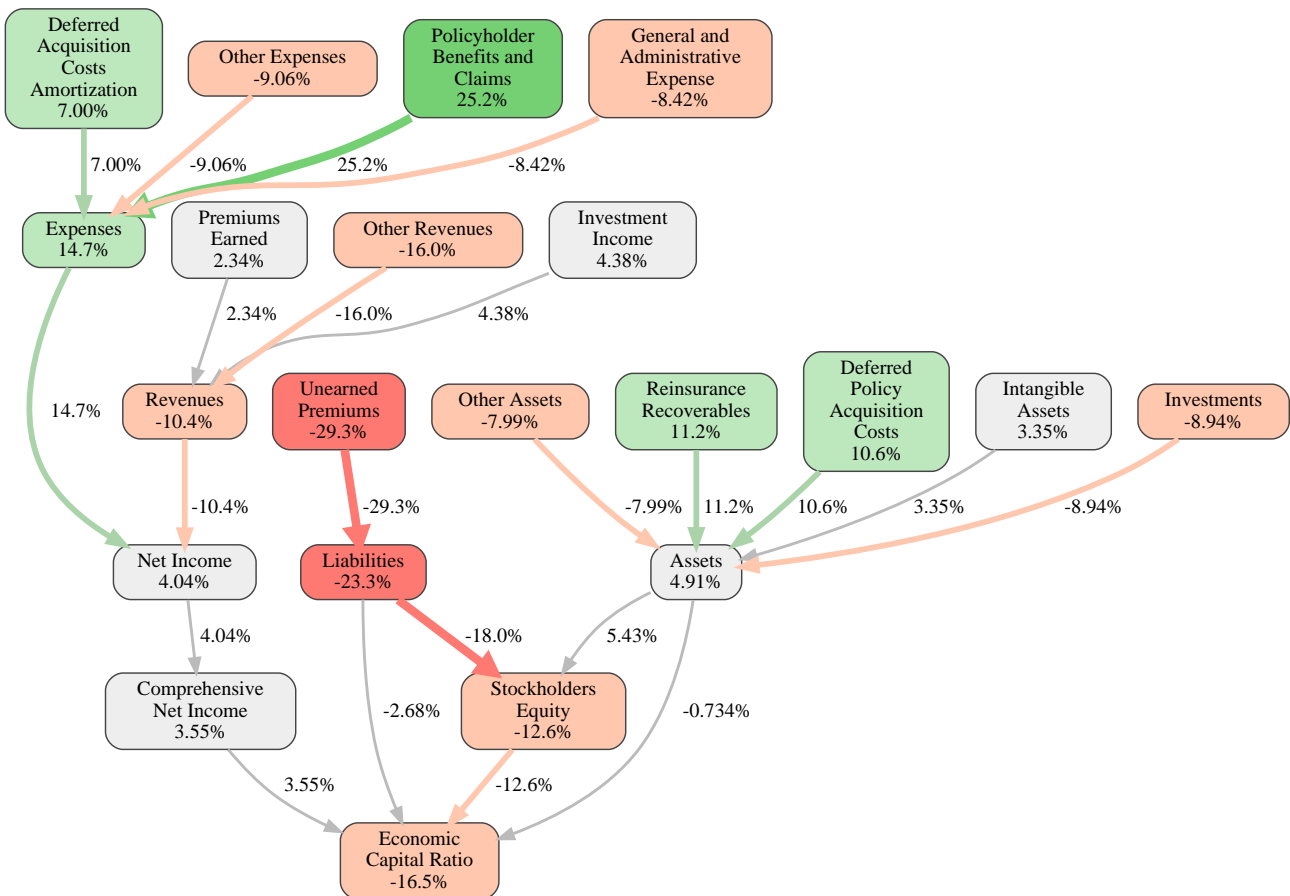 Deferred
Acquisition
Costs
Amortization
7.00%
Other Expenses
-9.06%
Policyholder
Benefits and
Claims
25.2%
General and
Administrative
Expense
-8.42%
7.00%
-9.06%
25.2%
-8.42%
Expenses
14.7%
Premiums
Earned
2.34%
Other Revenues
-16.0%
Investment
Income
4.38%
2.34%
-16.0%
4.38%
14.7%
Revenues
-10.4%
Unearned
Premiums
-29.3%
Other Assets
-7.99%
Reinsurance
Recoverables
11.2%
Deferred
Policy
Acquisition
Costs
10.6%
Intangible
Assets
3.35%
Investments
-8.94%
-10.4%
-29.3%
-7.99%
11.2%
10.6%
3.35%
-8.94%
Net Income
4.04%
Liabilities
-23.3%
Assets
4.91%
4.04%
-18.0%
5.43%
Comprehensive
Net Income
3.55%
-2.68%
Stockholders
Equity
-12.6%
-0.734%
3.55%
-12.6%
Economic
Capital Ratio
-16.5%